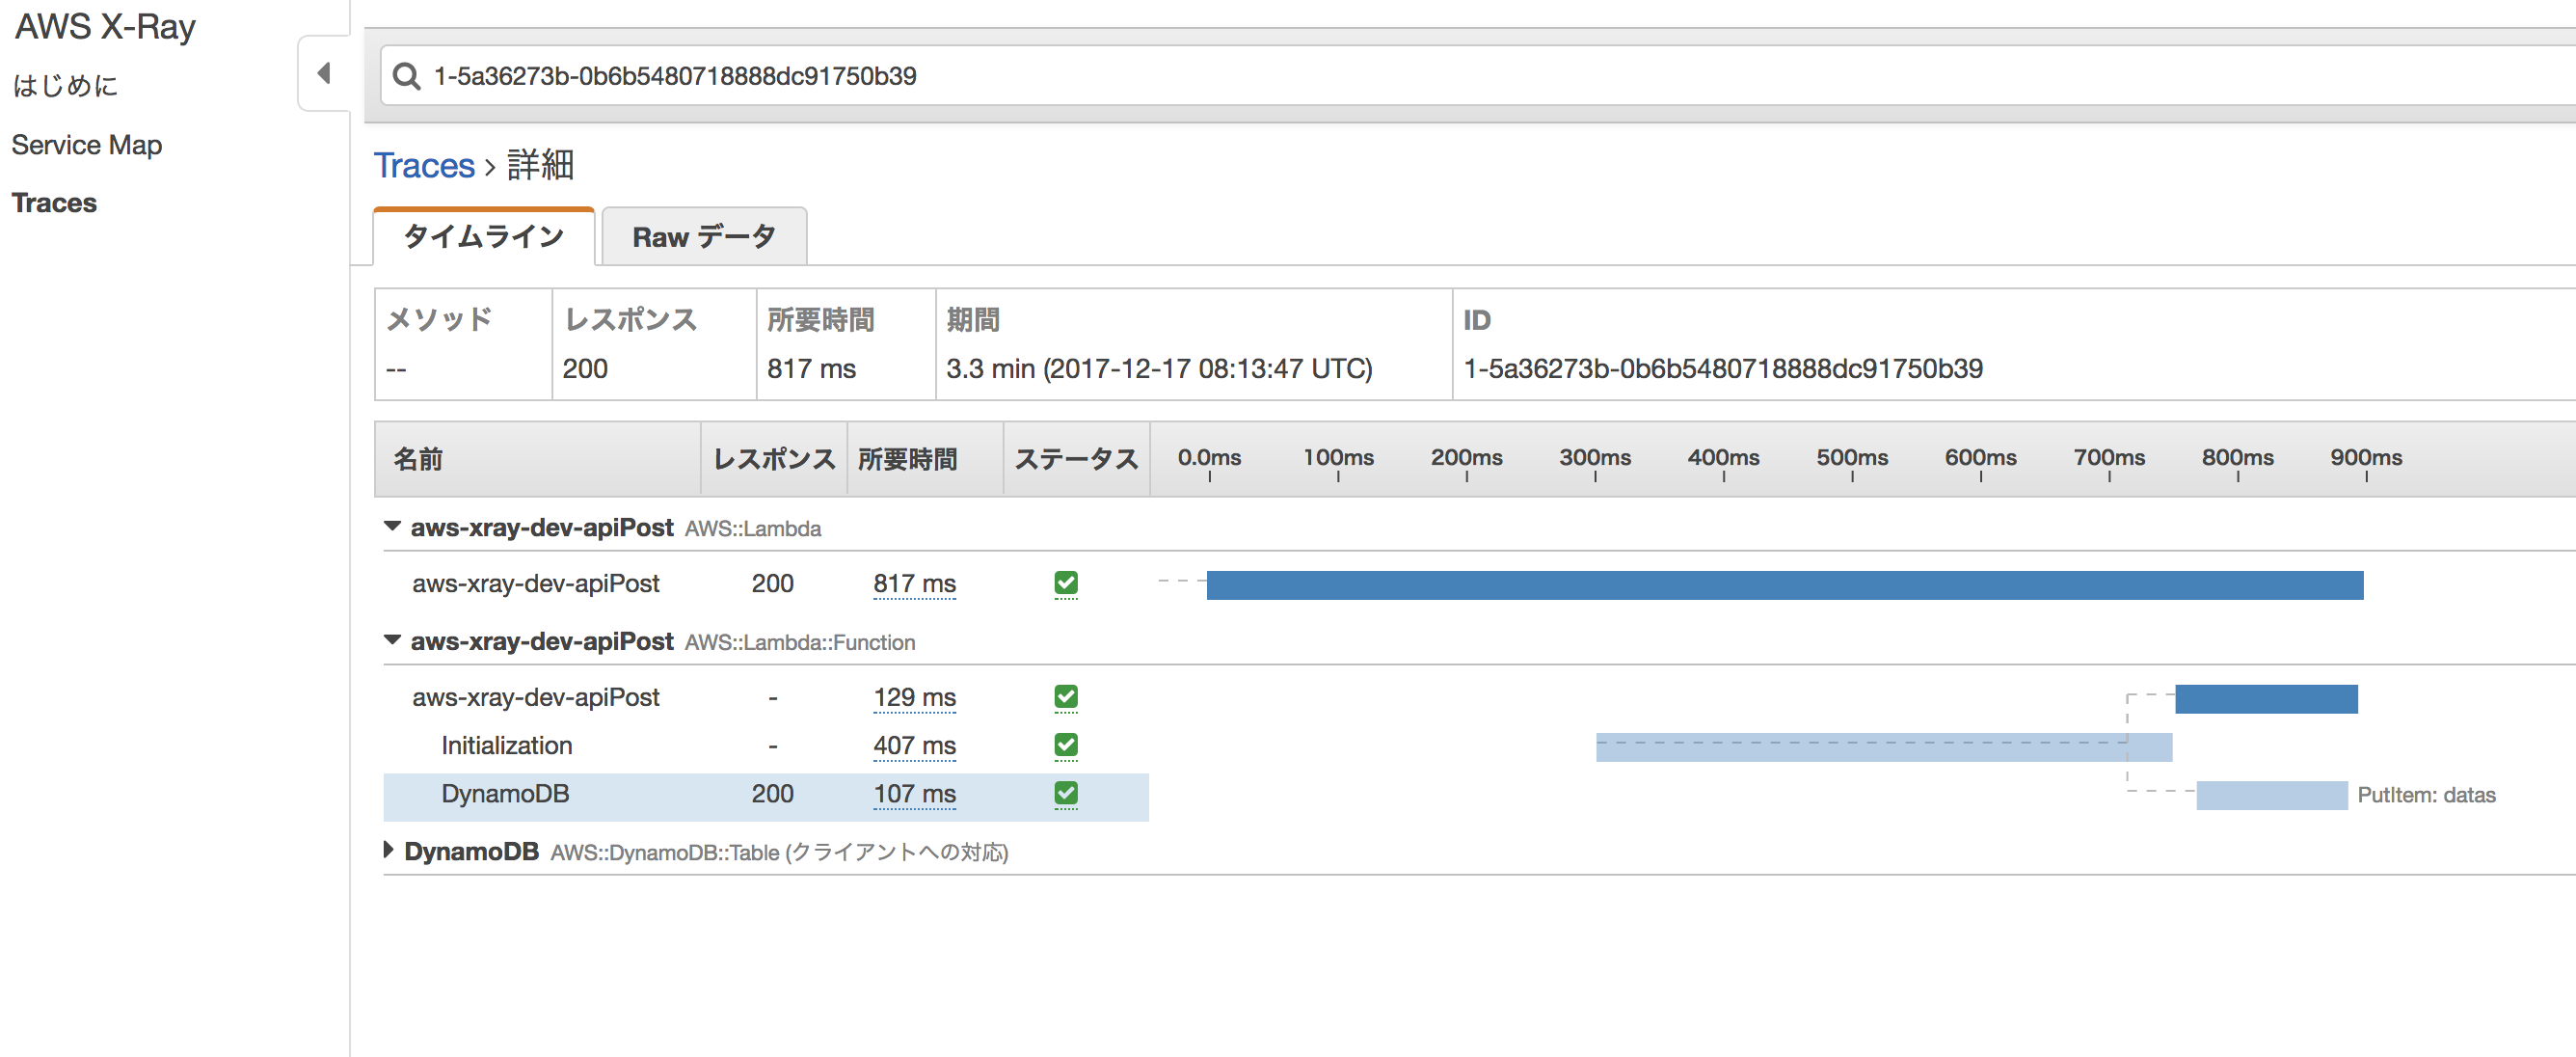 AWS X-Ray
はじめに
Service Map
Traces
1-5a36273b-0b6b5480718888dc91750b39
Traces › 詳細
タイムライン Raw データ
メソッド レスポンス 所要時間 期間 ID
-- 200 817 ms 3.3 min (2017-12-17 08:13:47 UTC) 1-5a36273b-0b6b5480718888dc91750b39
名前 レスポンス 所要時間 ステータス 0.0ms 100ms 200ms 300ms 400ms 500ms 600ms 700ms 800ms 900ms
aws-xray-dev-apiPost AWS::Lambda
aws-xray-dev-apiPost 200 817 ms
aws-xray-dev-apiPost AWS::Lambda::Function
aws-xray-dev-apiPost - 129 ms
Initialization - 407 ms
DynamoDB 200 107 ms PutItem: datas
DynamoDB AWS::DynamoDB::Table (クライアントへの対応)